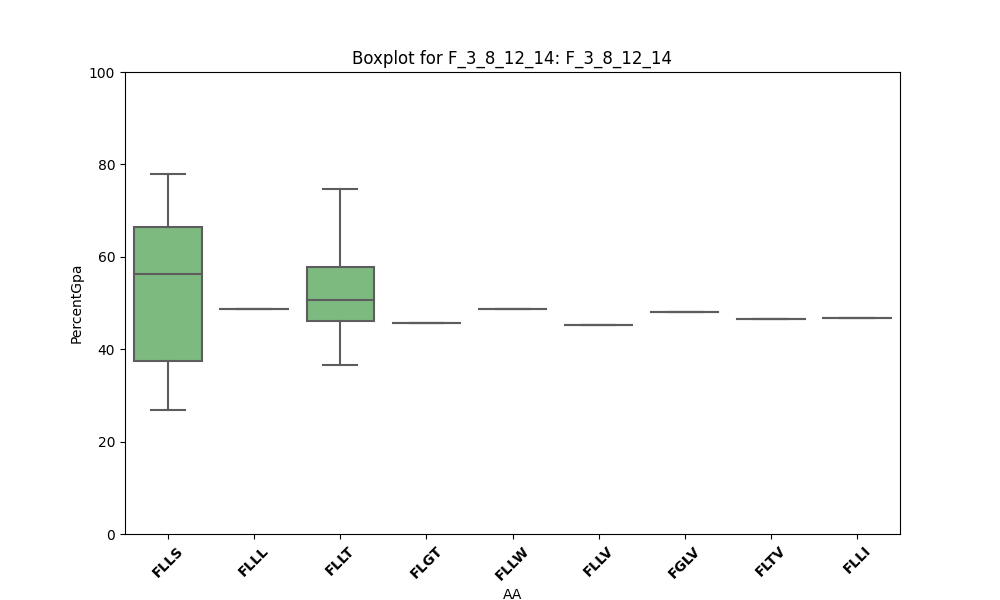 Boxplot for F_3_8_12_14: F_3_8_12_14
100
80
60
40
20
0
PercentGpa
FLLS
FLLL
FLLT
FLGT
FLLW
FLLV
FGLV
FLTV
FLLI
AA